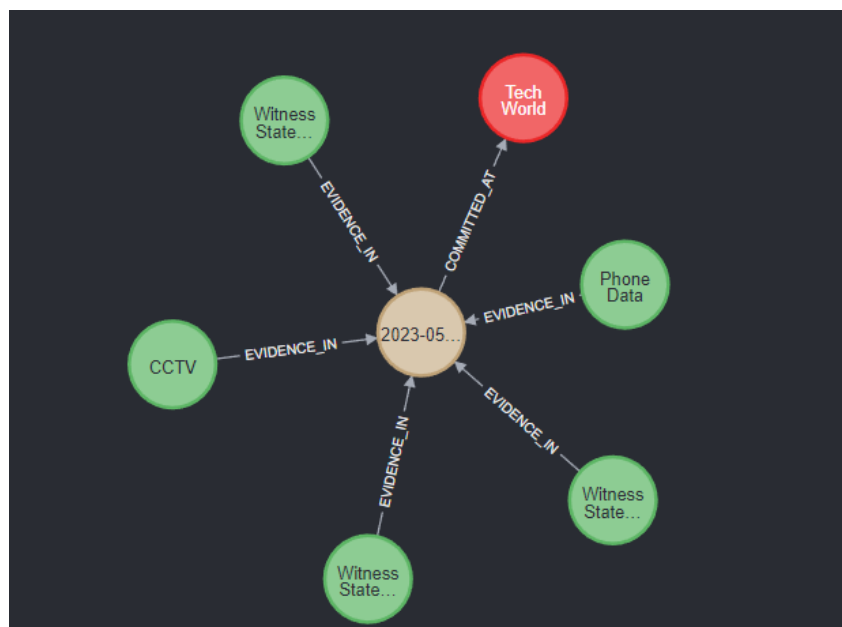 Tech
World
Witness
State...
EVIDENCE_IN
COMMITTED_AT
Phone
Data
EVIDENCE_IN
2023-05...
CCTV
EVIDENCE_IN
EVIDENCE_IN
EVIDENCE_IN
Witness
State...
Witness
State...